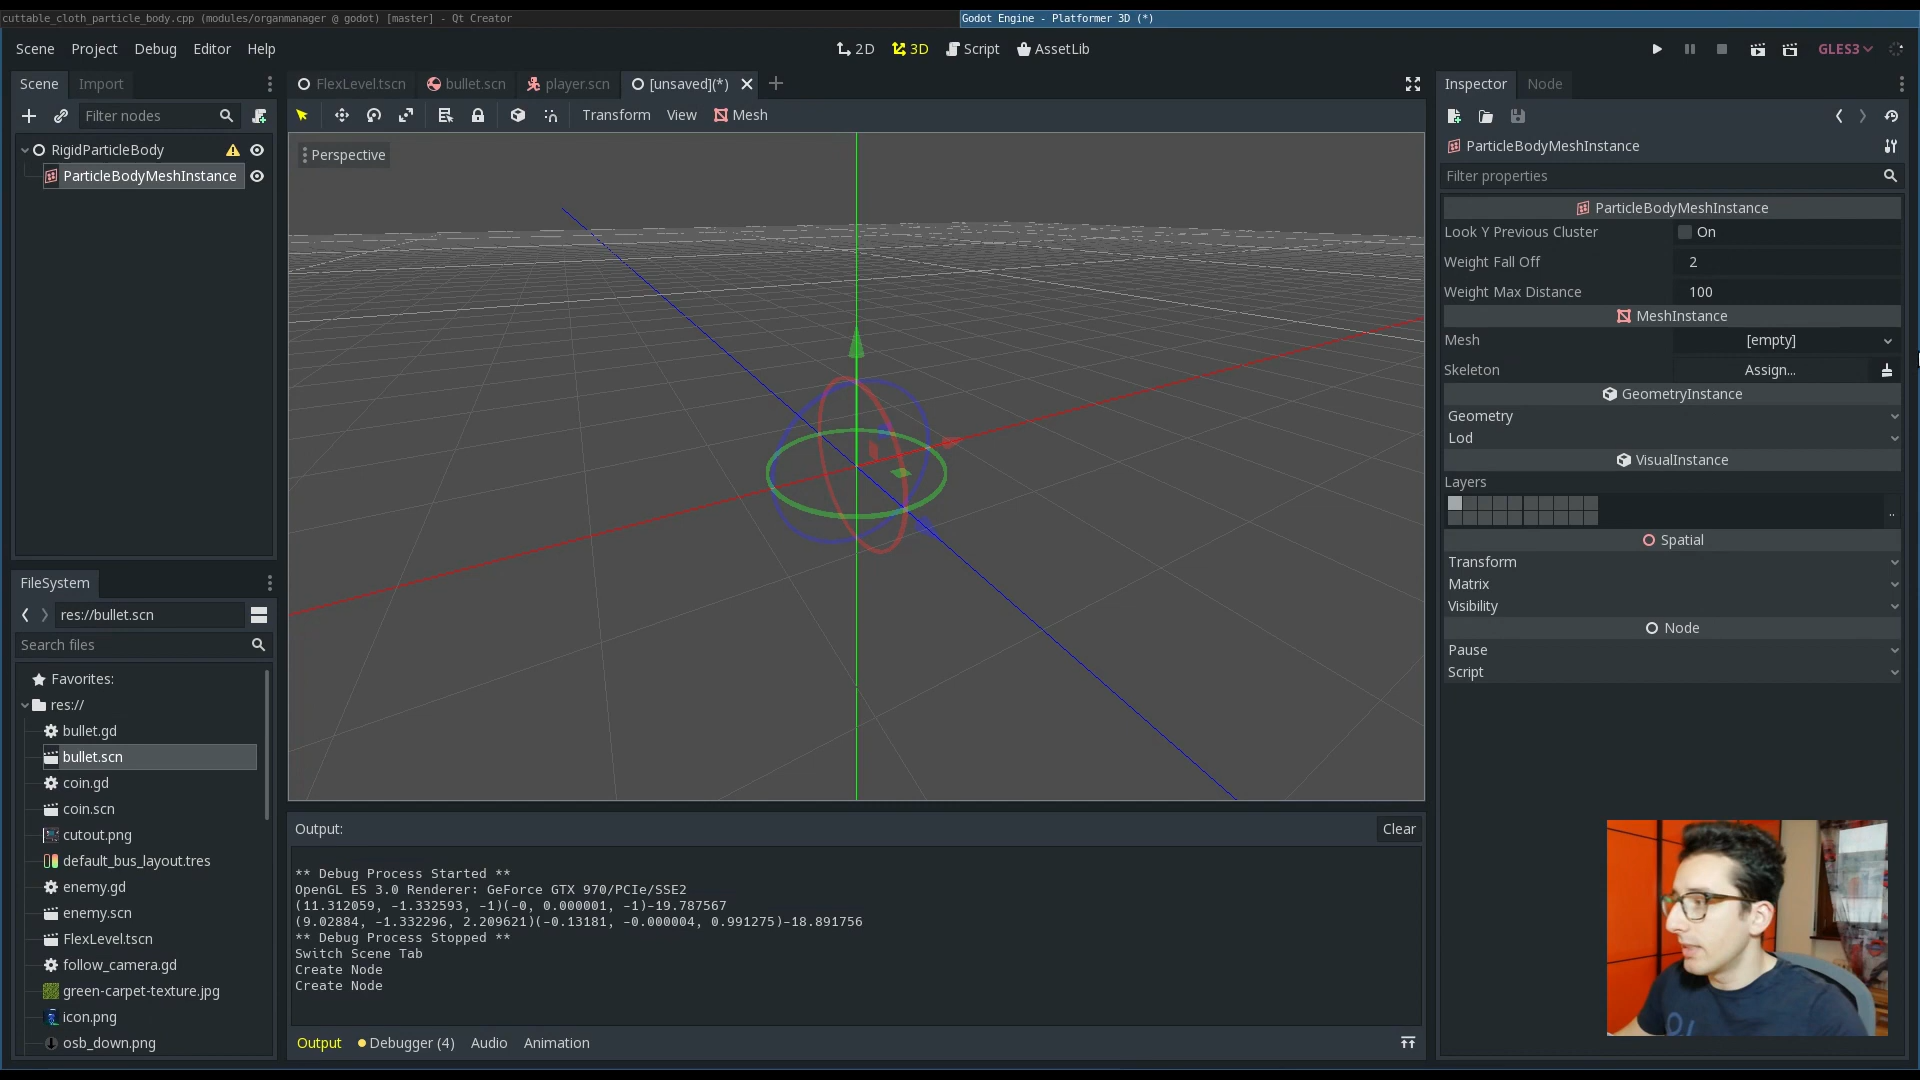 cuttable_cloth_particle_body.cpp (modules/organmanager @ godot) [master] - Qt Creator
Godot Engine - Platformer 3D (*)
Scene Project Debug Editor Help
2D 3D Script AssetLib
GLES3
Scene Import
FlexLevel.tscn bullet.scn player.scn [unsaved](*)
Inspector Node
Filter nodes
Transform View Mesh
RigidParticleBody
ParticleBodyMeshInstance
Perspective
ParticleBodyMeshInstance
Filter properties
ParticleBodyMeshInstance
Look Y Previous Cluster On
Weight Fall Off 2
Weight Max Distance 100
MeshInstance
Mesh [empty]
Skeleton Assign...
GeometryInstance
Geometry
Lod
VisualInstance
Layers
..
Spatial
Transform
Matrix
Visibility
Node
Pause
Script
FileSystem
res://bullet.scn
Search files
Favorites:
res://
bullet.gd
bullet.scn
coin.gd
coin.scn
cutout.png
default_bus_layout.tres
enemy.gd
enemy.scn
FlexLevel.tscn
follow_camera.gd
green-carpet-texture.jpg
icon.png
osb_down.png
Output: Clear
** Debug Process Started **
OpenGL ES 3.0 Renderer: GeForce GTX 970/PCIe/SSE2
(11.312059, -1.332593, -1)(-0, 0.000001, -1)-19.787567
(9.02884, -1.332296, 2.209621)(-0.13181, -0.000004, 0.991275)-18.891756
** Debug Process Stopped **
Switch Scene Tab
Create Node
Create Node
Output Debugger (4) Audio Animation